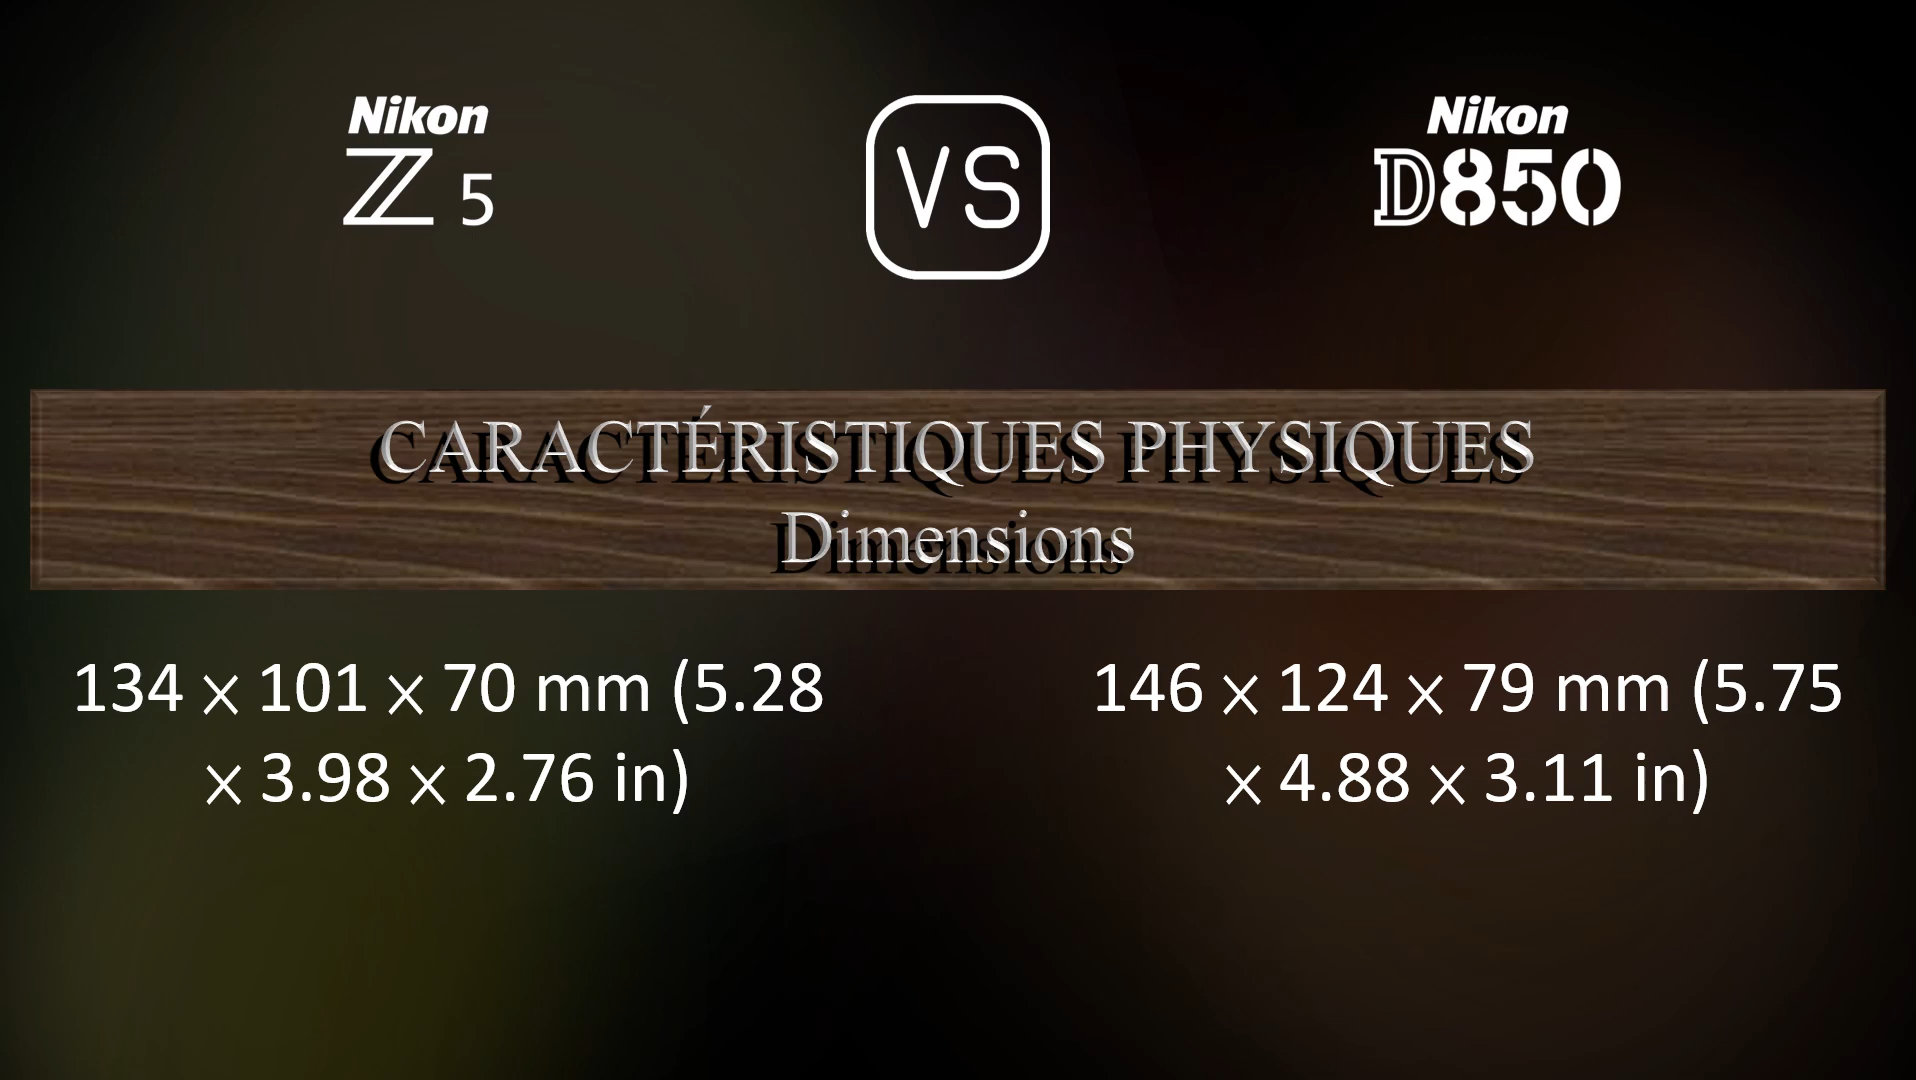 Nikon
Z 5
VS
Nikon
D850
CARACTÉRISTIQUES PHYSIQUES
Dimensions
134 x 101 x 70 mm (5.28
x 3.98 x 2.76 in)
146 x 124 x 79 mm (5.75
x 4.88 x 3.11 in)